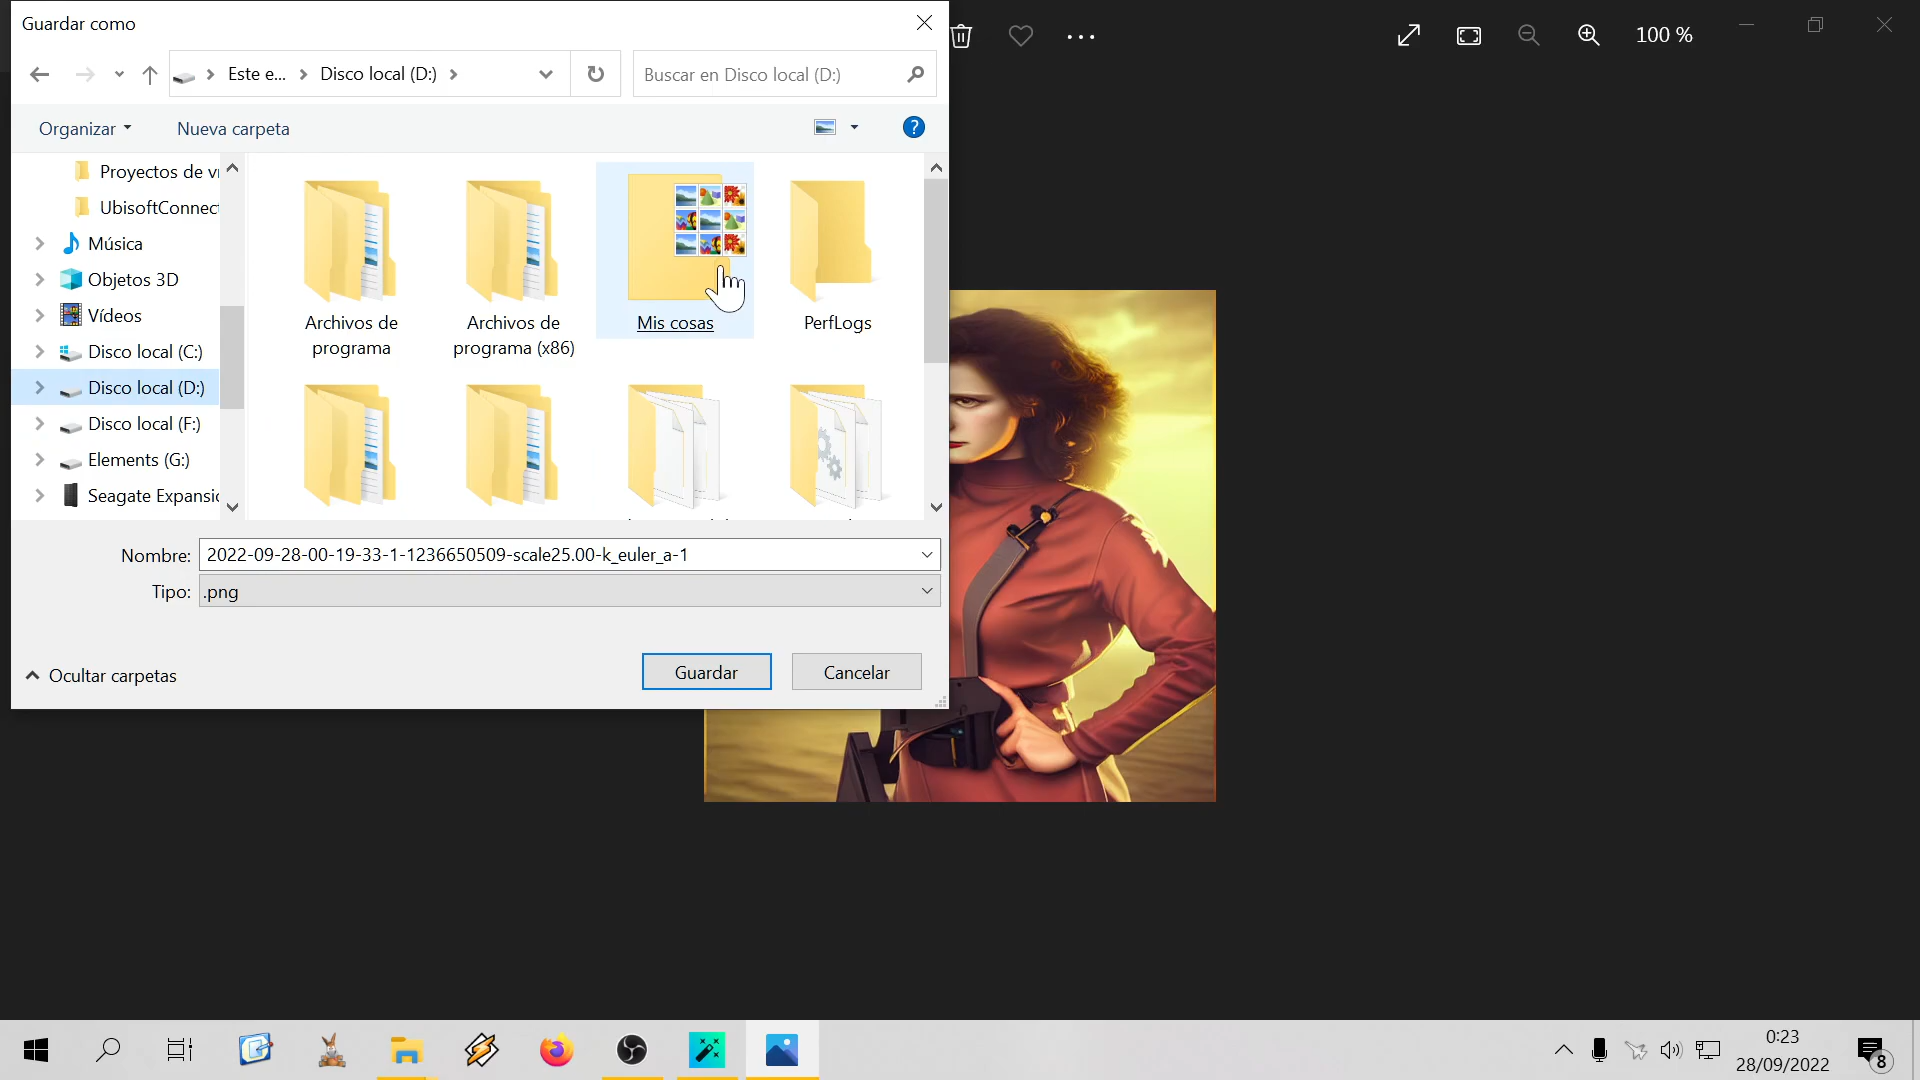 Guardar como
100 %
Este e...
Disco local (D:)
Buscar en Disco local (D:)
Organizar
Nueva carpeta
?
Proyectos de vi
UbisoftConnect
Música
Objetos 3D
Vídeos
Disco local (C:)
Disco local (D:)
Disco local (F:)
Elements (G:)
Seagate Expansio
Archivos de
programa
Archivos de
programa (x86)
Mis cosas
PerfLogs
Nombre:
2022-09-28-00-19-33-1-1236650509-scale25.00-k_euler_a-1
Tipo:
.png
Ocultar carpetas
Guardar
Cancelar
0:23
28/09/2022
8